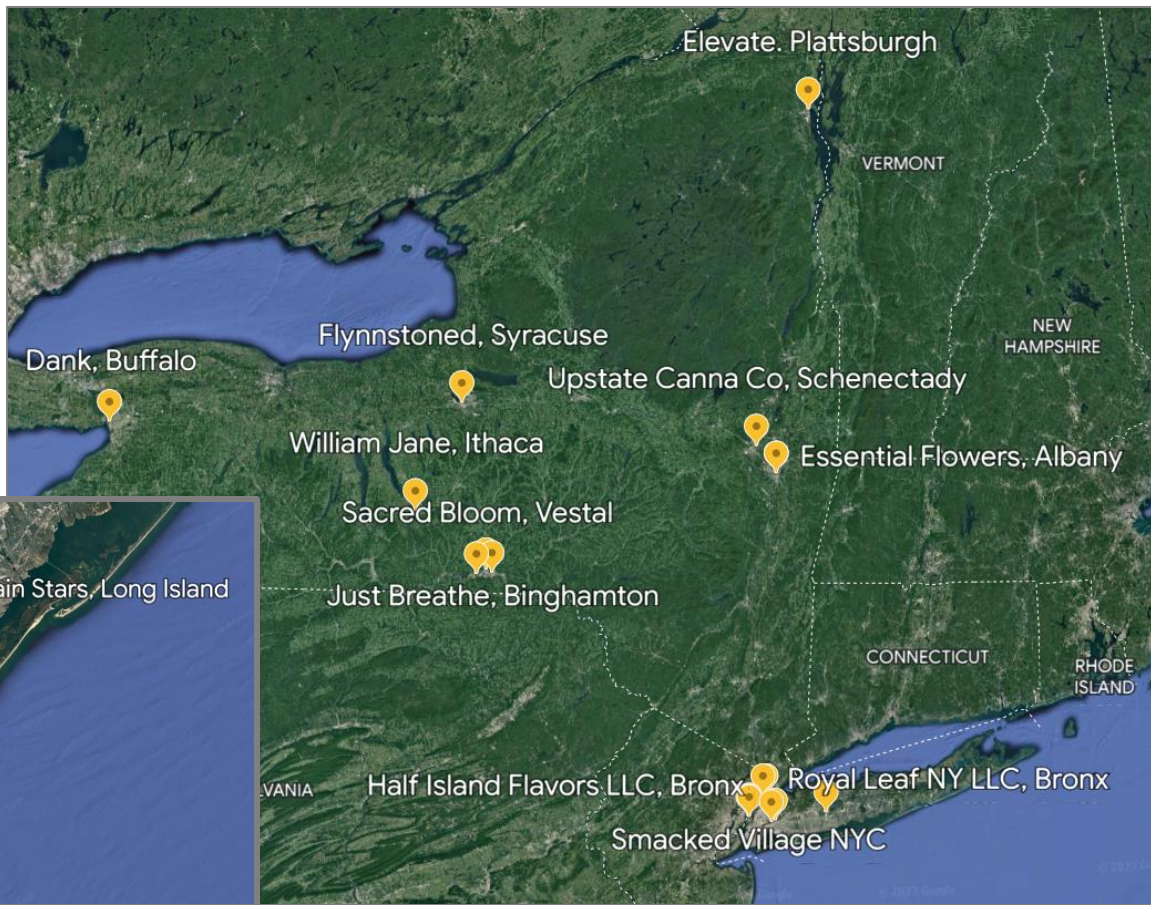 Elevate. Plattsburgh
VERMONT
Flynnstoned, Syracuse
NEW
HAMPSHIRE
Dank, Buffalo
Upstate Canna Co, Schenectady
William Jane, Ithaca
Essential Flowers, Albany
Sacred Bloom, Vestal
Stars, Long Island
Just Breathe, Binghamton
CONNECTICUT
RHODE
ISLAND
Half Island Flavors LLC, Bronx
Royal Leaf NY LLC, Bronx
Smacked Village NYC